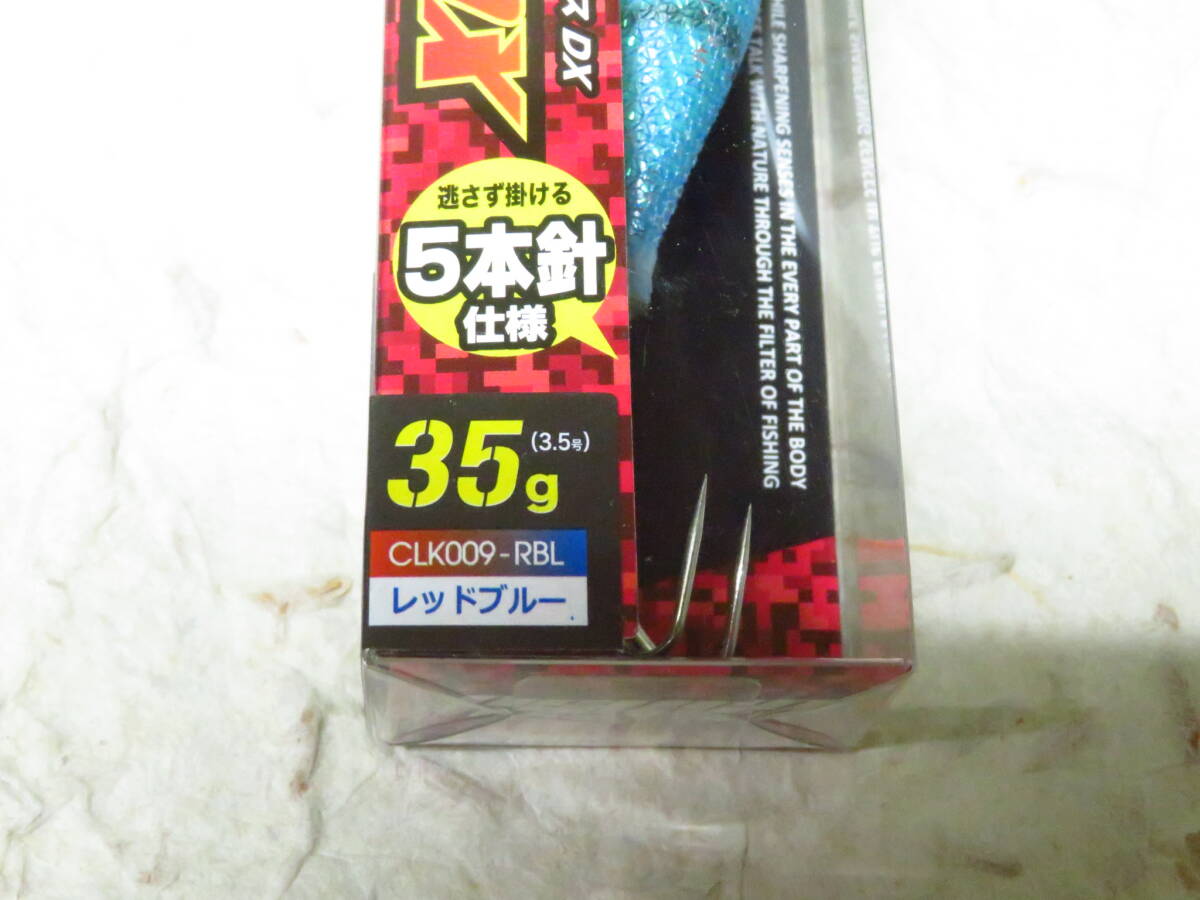 ス DX
DX
逃さず掛ける
5本針
仕様
35g
(3.5号)
CLK009-RBL
レッドブルー
SHARPENING SENSES IN THE EVERY PART OF THE BODY
TALK WITH NATURE THROUGH THE FILTER OF FISHING